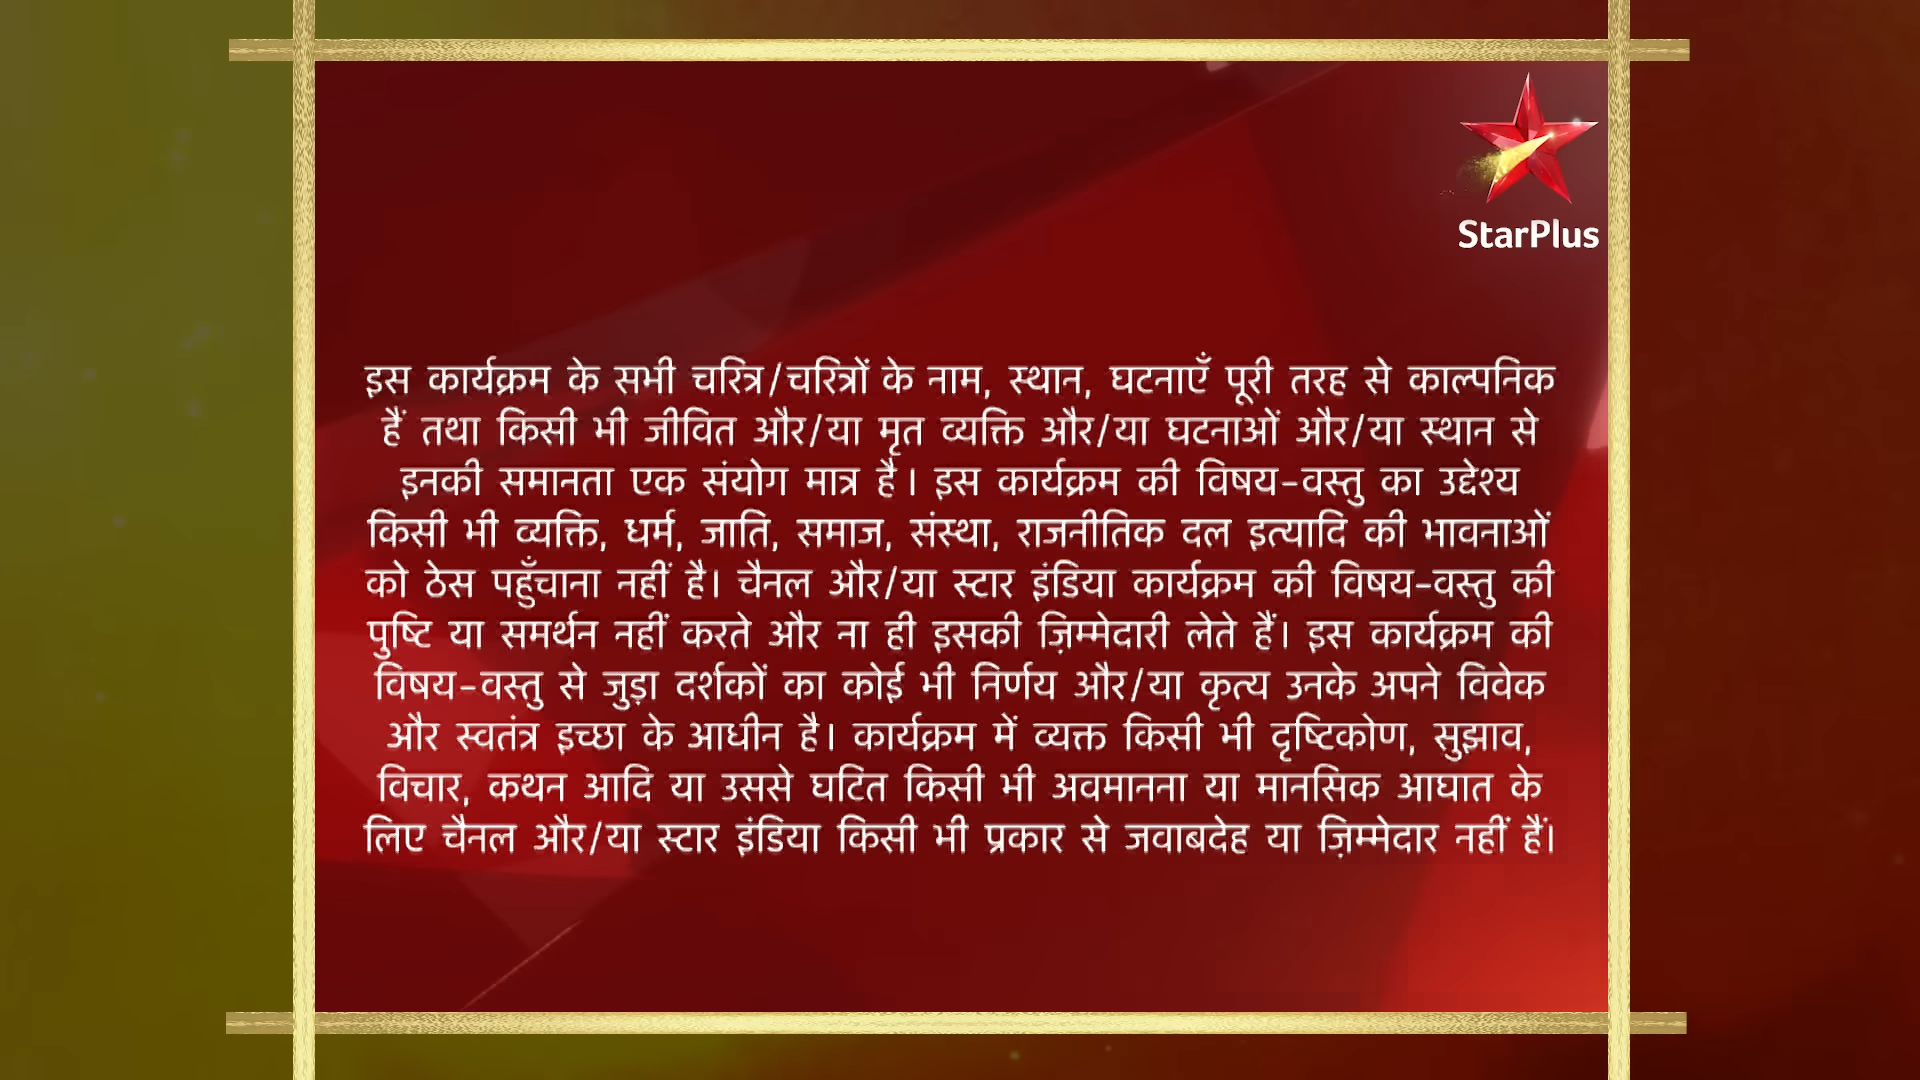 StarPlus
इस कार्यक्रम के सभी चरित्र/चरित्रों के नाम, स्थान, घटनाएँ पूरी तरह से काल्पनिक
हैं तथा किसी भी जीवित और/या मृत व्यक्ति और/या घटनाओं और/या स्थान से
इनकी समानता एक संयोग मात्र है। इस कार्यक्रम की विषय-वस्तु का उद्देश्य
किसी भी व्यक्ति, धर्म, जाति, समाज, संस्था, राजनीतिक दल इत्यादि की भावनाओं
को ठेस पहुँचाना नहीं है। चैनल और/या स्टार इंडिया कार्यक्रम की विषय-वस्तु की
पुष्टि या समर्थन नहीं करते और ना ही इसकी ज़िम्मेदारी लेते हैं। इस कार्यक्रम की
विषय-वस्तु से जुड़ा दर्शकों का कोई भी निर्णय और/या कृत्य उनके अपने विवेक
और स्वतंत्र इच्छा के आधीन है। कार्यक्रम में व्यक्त किसी भी दृष्टिकोण, सुझाव,
विचार, कथन आदि या उससे घटित किसी भी अवमानना या मानसिक आघात के
लिए चैनल और/या स्टार इंडिया किसी भी प्रकार से जवाबदेह या ज़िम्मेदार नहीं हैं।